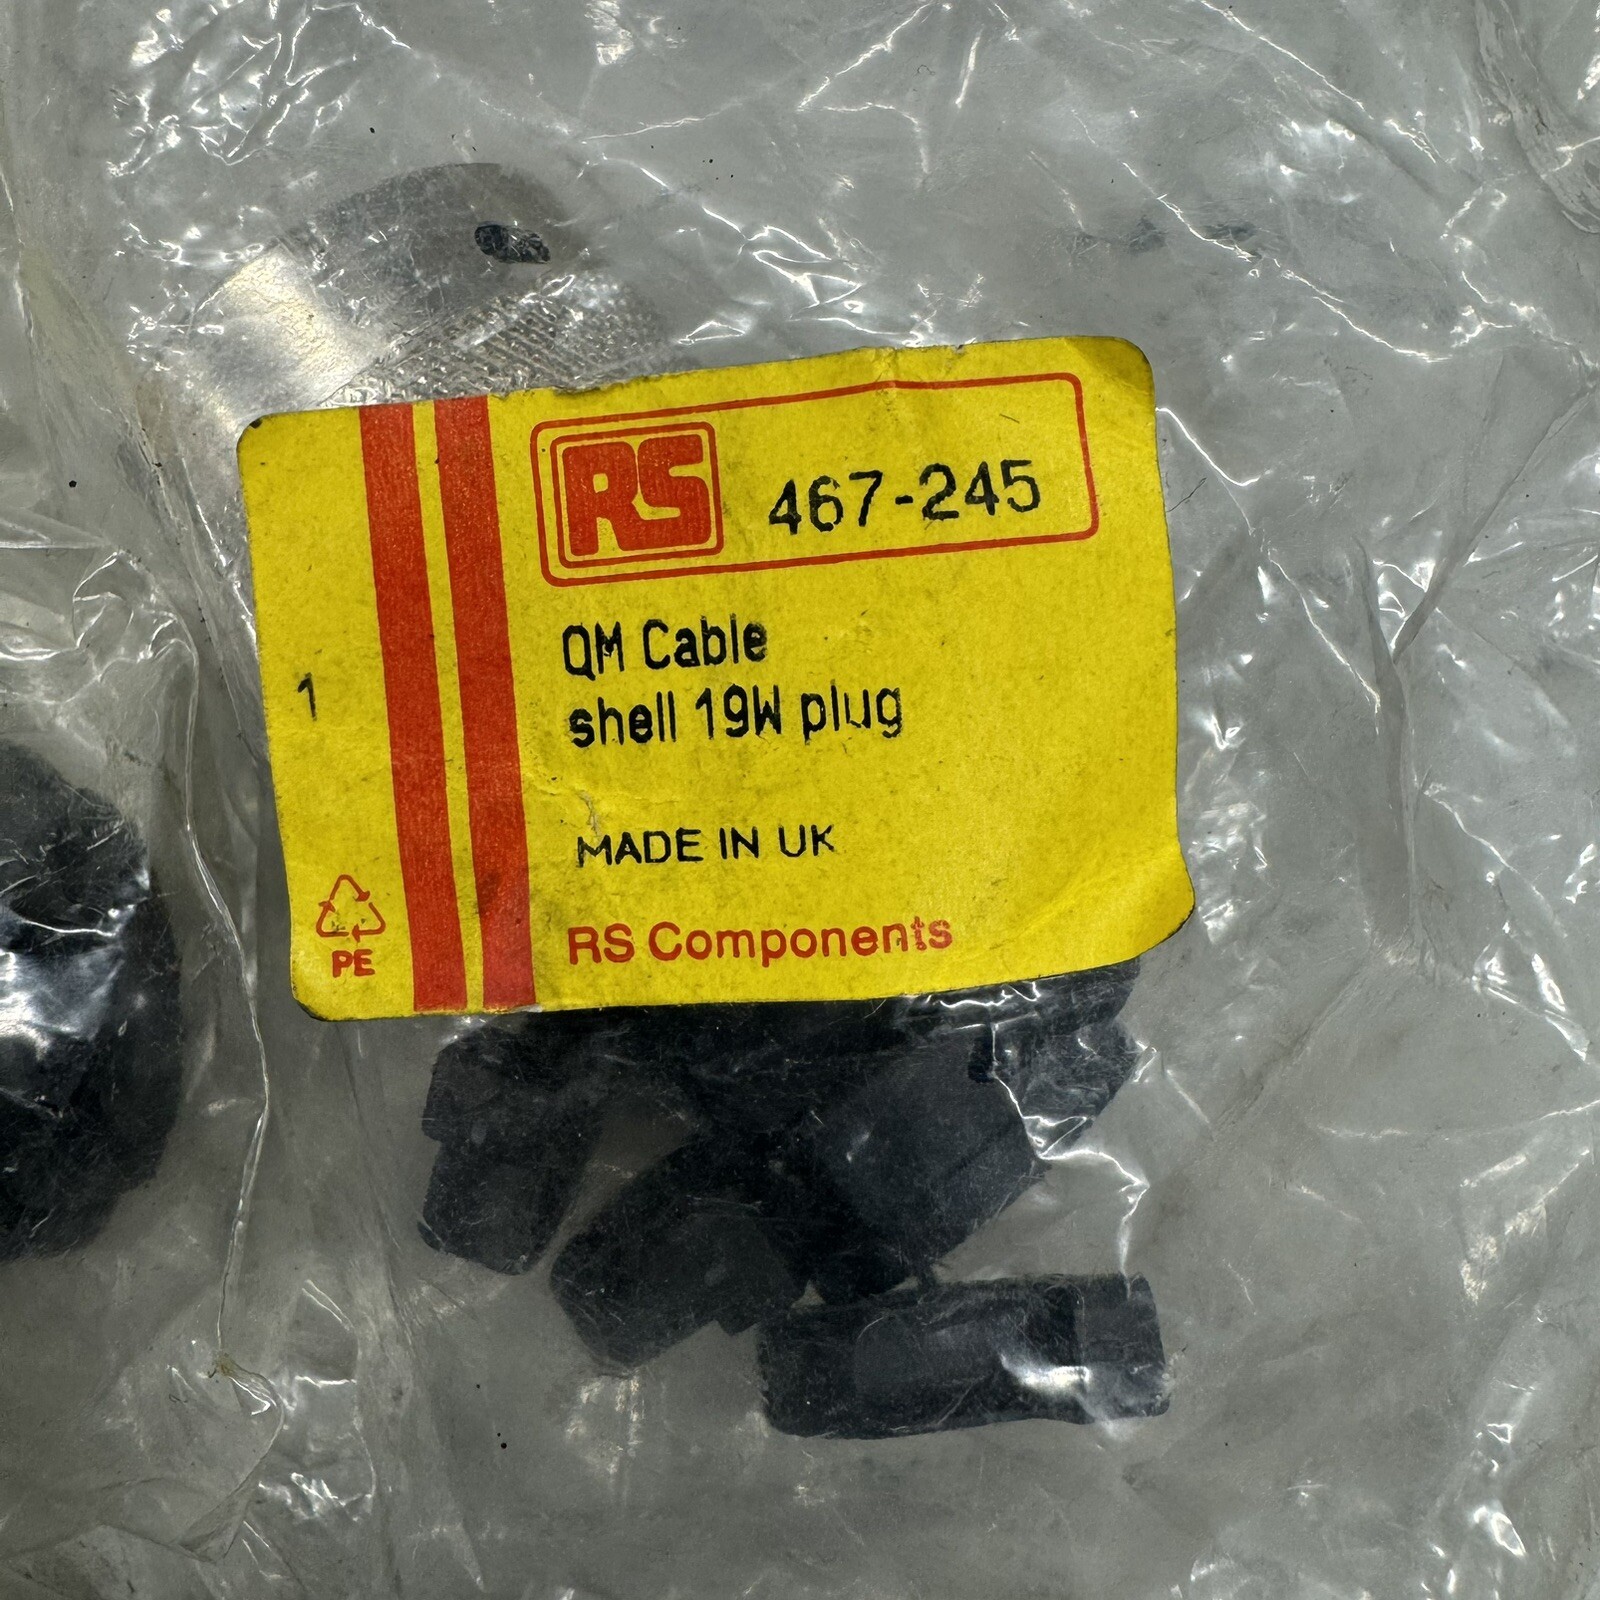 RS 467-245
QM Cable
shell 19W plug
1
MADE IN UK
RS Components
PE